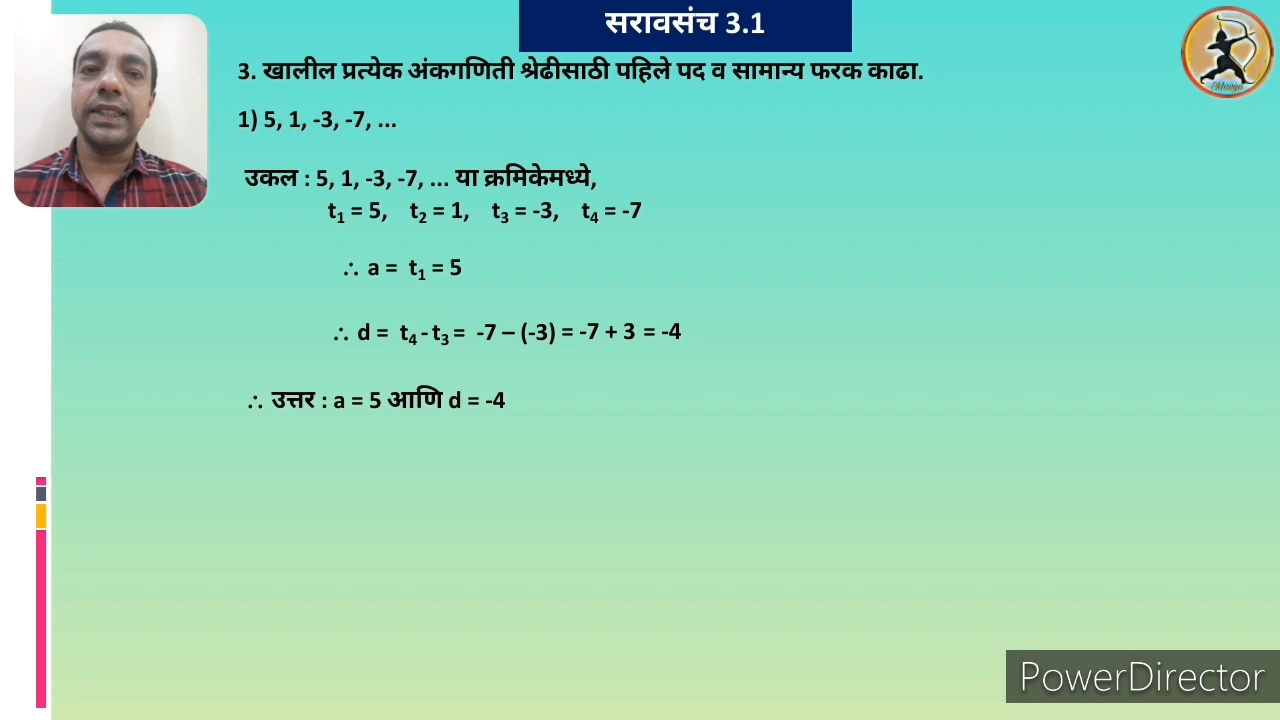 सरावसंच 3.1
3. खालील प्रत्येक अंकगणिती श्रेढीसाठी पहिले पद व सामान्य फरक काढा.
1) 5, 1, -3, -7, ...
उकल : 5, 1, -3, -7, ... या क्रमिकेमध्ये,
t₁ = 5, t₂ = 1, t₃ = -3, t₄ = -7
∴ a = t₁ = 5
∴ d = t₄ - t₃ = -7 – (-3) = -7 + 3 = -4
∴ उत्तर : a = 5 आणि d = -4
PowerDirector